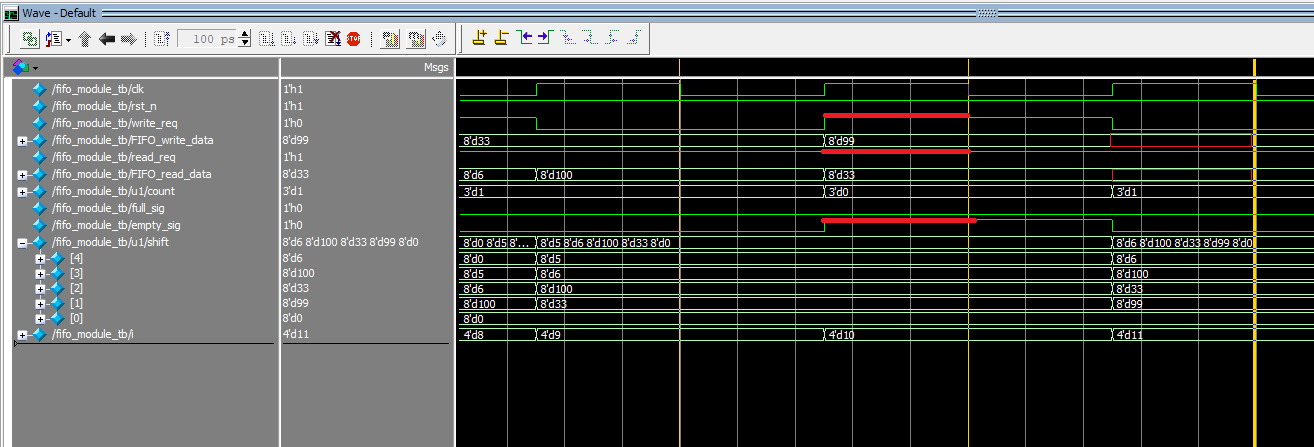 Wave - Default
100 ps
STOP
Msgs
/fifo_module_tb/clk 1'h1
/fifo_module_tb/rst_n 1'h1
/fifo_module_tb/write_req 1'h0
/fifo_module_tb/FIFO_write_data 8'd99 8'd33 8'd99
/fifo_module_tb/read_req 1'h1
/fifo_module_tb/FIFO_read_data 8'd33 8'd6 8'd100 8'd33
/fifo_module_tb/u1/count 3'd1 3'd1 3'd0 3'd1
/fifo_module_tb/full_sig 1'h0
/fifo_module_tb/empty_sig 1'h0
/fifo_module_tb/u1/shift 8'd6 8'd100 8'd33 8'd99 8'd0 8'd0 8'd5 8'... 8'd5 8'd6 8'd100 8'd33 8'd0 8'd6 8'd100 8'd33 8'd99 8'd0
[4] 8'd6 8'd0 8'd5 8'd6
[3] 8'd100 8'd5 8'd6 8'd100
[2] 8'd33 8'd6 8'd100 8'd33
[1] 8'd99 8'd100 8'd33 8'd99
[0] 8'd0 8'd0
/fifo_module_tb/i 4'd11 4'd8 4'd9 4'd10 4'd11